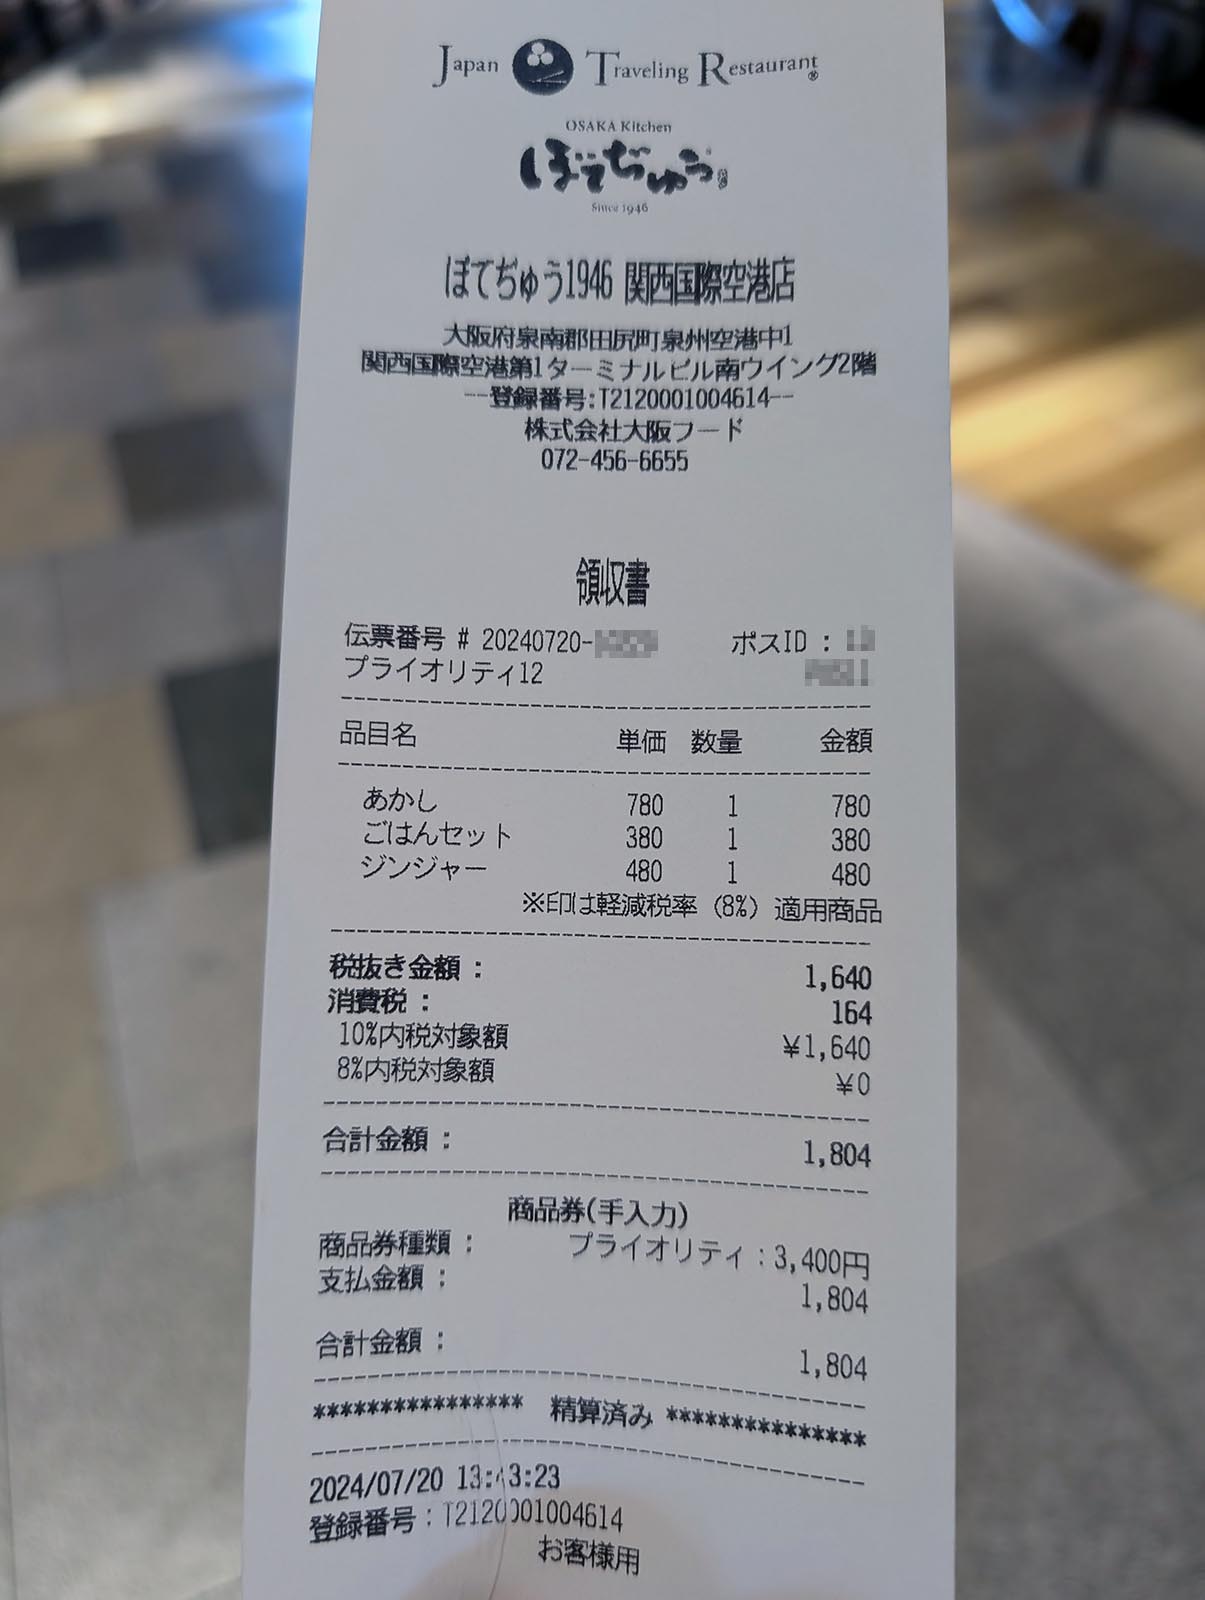 Japan Traveling Restaurant®
OSAKA Kitchen
ぼてぢゅう
Since 1946
ぼてぢゅう1946 関西国際空港店
大阪府泉南郡田尻町泉州空港中1
関西国際空港第1ターミナルビル南ウイング2階
--登録番号:T2120001004614--
株式会社大阪フード
072-456-6655
領収書
伝票番号 # 20240720- ポスID :
プライオリティ12
品目名 単価 数量 金額
あかし 780 1 780
ごはんセット 380 1 380
ジンジャー 480 1 480
※印は軽減税率(8%)適用商品
税抜き金額: 1,640
消費税: 164
10%内税対象額 ¥1,640
8%内税対象額 ¥0
合計金額: 1,804
商品券(手入力)
商品券種類: プライオリティ:3,400円
支払金額: 1,804
合計金額: 1,804
**************** 精算済み ****************
2024/07/20 13:43:23
登録番号:T2120001004614
お客様用